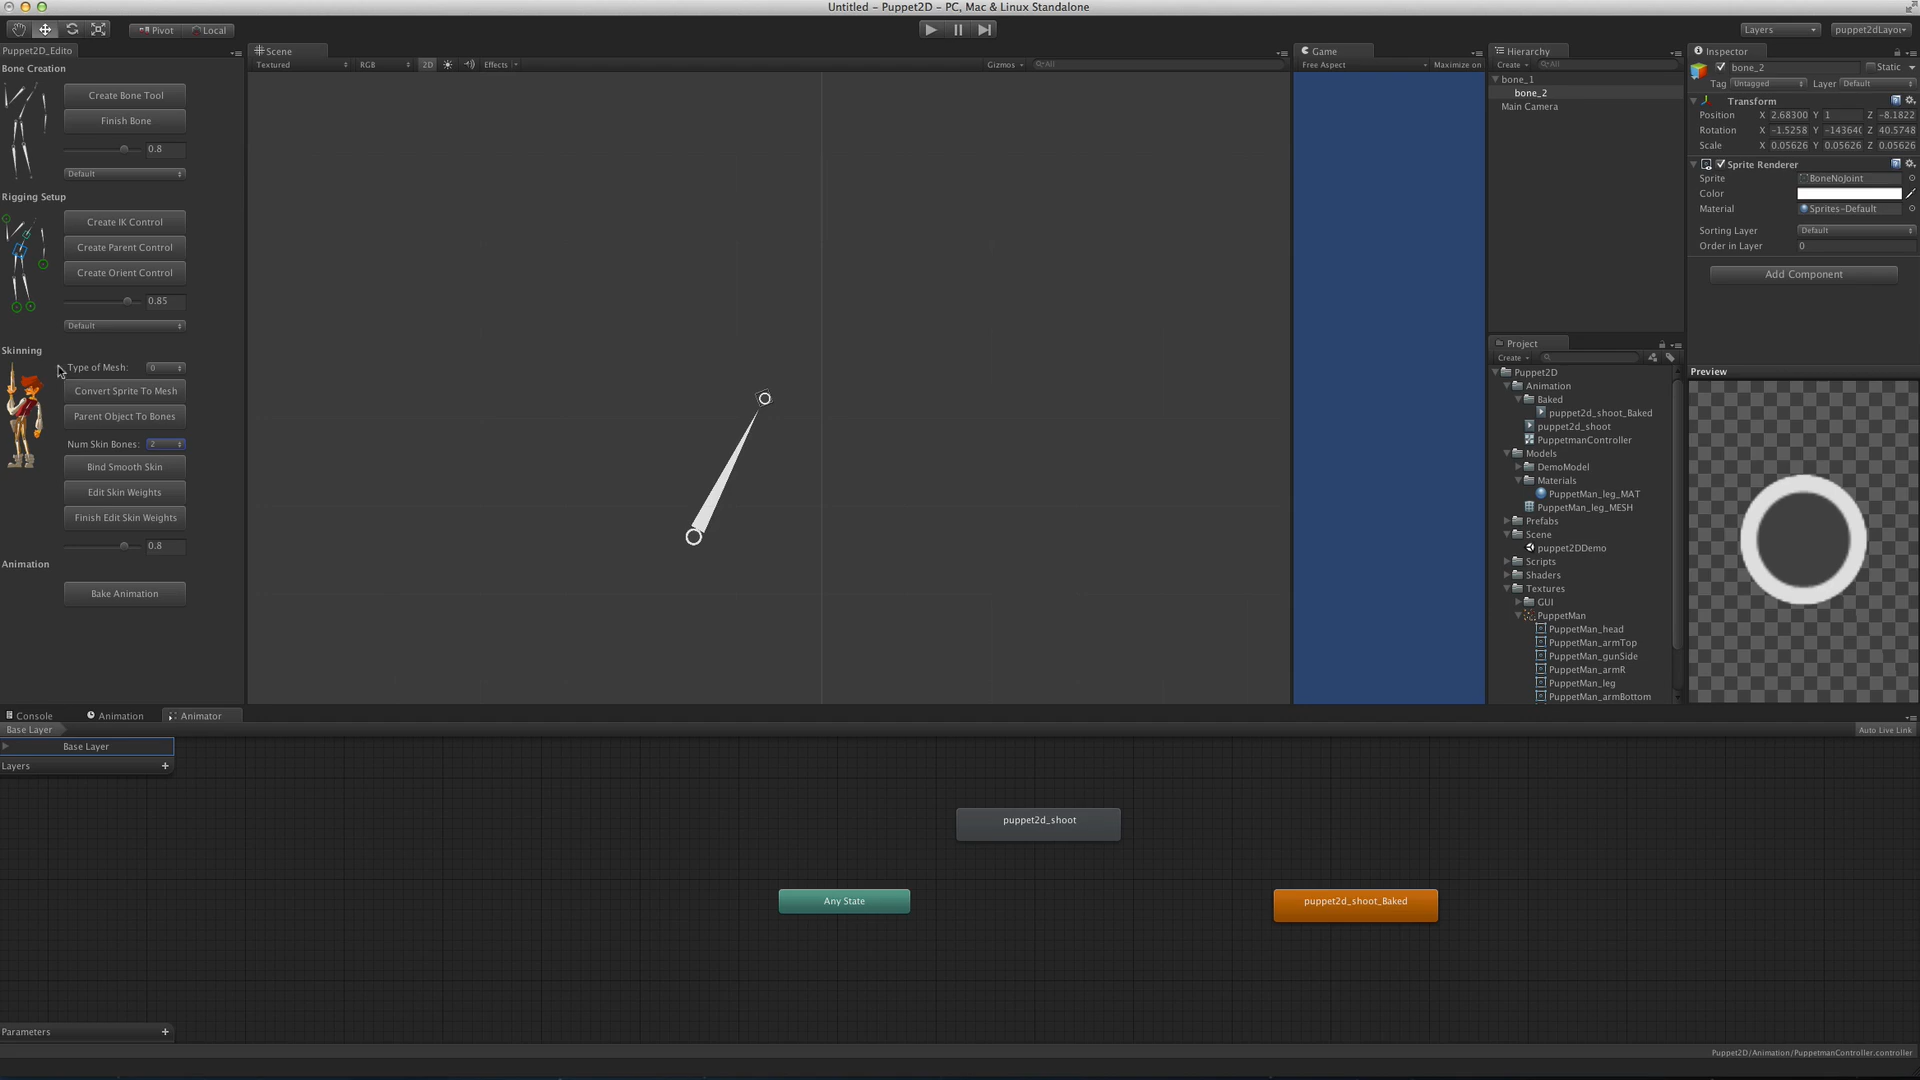 Untitled – Puppet2D – PC, Mac & Linux Standalone
Pivot Local
Layers puppet2dLayou
Puppet2D_Edito
Bone Creation
Create Bone Tool
Finish Bone
0.8
Default
Rigging Setup
Create IK Control
Create Parent Control
Create Orient Control
0.85
Default
Skinning
Type of Mesh: 0
Convert Sprite To Mesh
Parent Object To Bones
Num Skin Bones: 2
Bind Smooth Skin
Edit Skin Weights
Finish Edit Skin Weights
0.8
Animation
Bake Animation
Scene
Textured RGB 2D Effects Gizmos All
Game
Free Aspect Maximize on
Hierarchy
Create All
bone_1
bone_2
Main Camera
Project
Create
Puppet2D
Animation
Baked
puppet2d_shoot_Baked
puppet2d_shoot
PuppetmanController
Models
DemoModel
Materials
PuppetMan_leg_MAT
PuppetMan_leg_MESH
Prefabs
Scene
puppet2DDemo
Scripts
Shaders
Textures
GUI
PuppetMan
PuppetMan_head
PuppetMan_armTop
PuppetMan_gunSide
PuppetMan_armR
PuppetMan_leg
PuppetMan_armBottom
Inspector
bone_2 Static
Tag Untagged Layer Default
Transform
Position X 2.68300 Y 1 Z -8.1822
Rotation X -1.5258 Y -14364( Z 40.5748
Scale X 0.05626 Y 0.05626 Z 0.05626
Sprite Renderer
Sprite BoneNoJoint
Color
Material Sprites-Default
Sorting Layer Default
Order in Layer 0
Add Component
Preview
Console Animation Animator
Base Layer Auto Live Link
Base Layer
Layers +
puppet2d_shoot
Any State
puppet2d_shoot_Baked
Parameters +
Puppet2D/Animation/PuppetmanController.controller